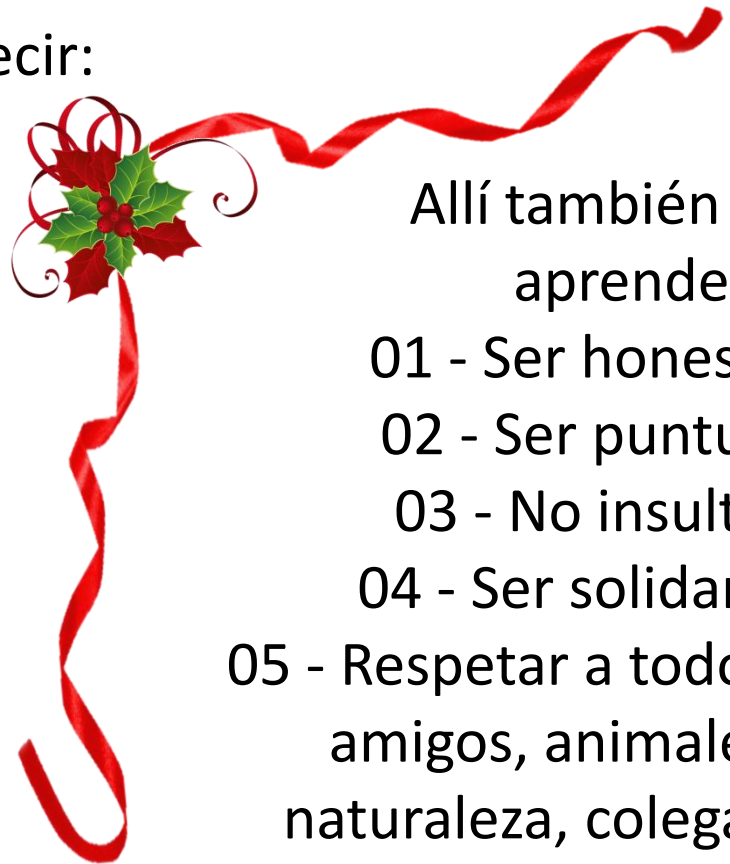 ecir:
Allí también
aprende
01 - Ser hones
02 - Ser puntu
03 - No insult
04 - Ser solidar
05 - Respetar a todo
amigos, animale
naturaleza, colega